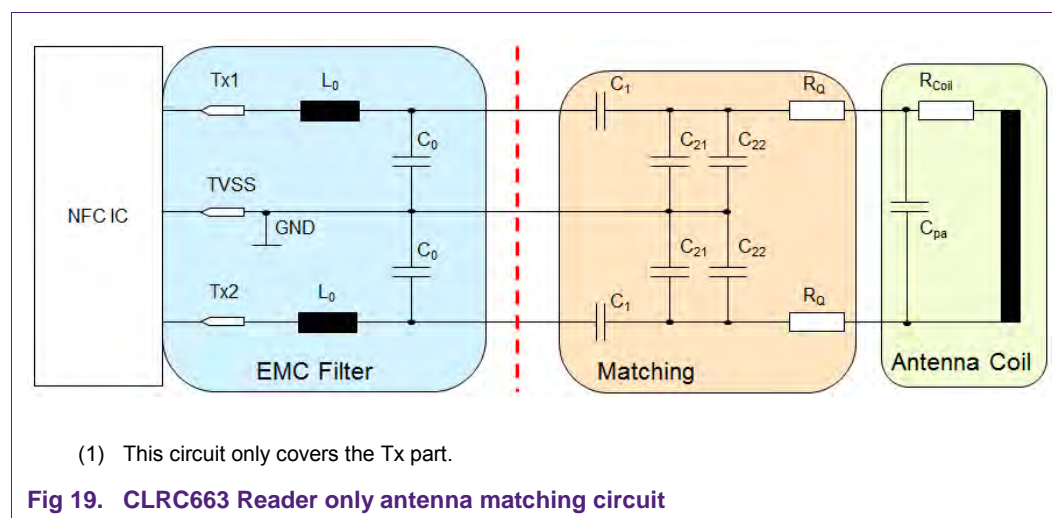 Tx1
L0
C1
RQ
RCoil
C0
C21
C22
TVSS
NFC IC
GND
Cpa
C0
C21
C22
Tx2
L0
C1
RQ
EMC Filter
Matching
Antenna Coil
(1) This circuit only covers the Tx part.
Fig 19. CLRC663 Reader only antenna matching circuit